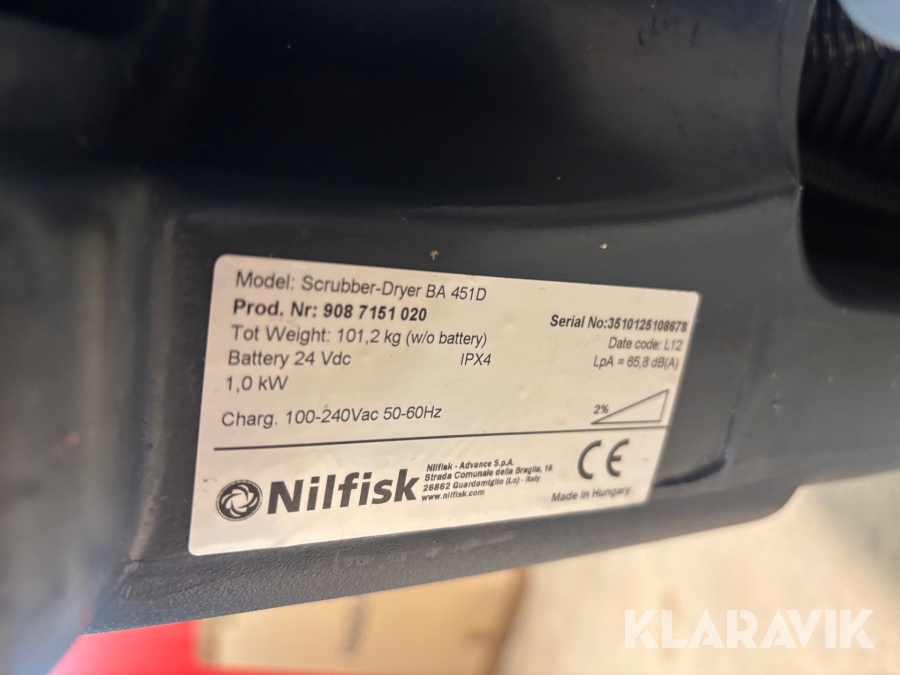 Model: Scrubber-Dryer BA 451D
Prod. Nr: 908 7151 020
Tot Weight: 101,2 kg (w/o battery)
Battery 24 Vdc IPX4
1,0 kW
Charg. 100-240Vac 50-60Hz
Serial No:3510125108678
Date code: L12
LpA = 65,8 dB(A)
2%
Nilfisk
Nilfisk - Advance S.p.A.
Strada Comunale della Braglia, 18
26862 Guardamiglio (Lo) - Italy
www.nilfisk.com
CE
Made in Hungary
KLARAVIK